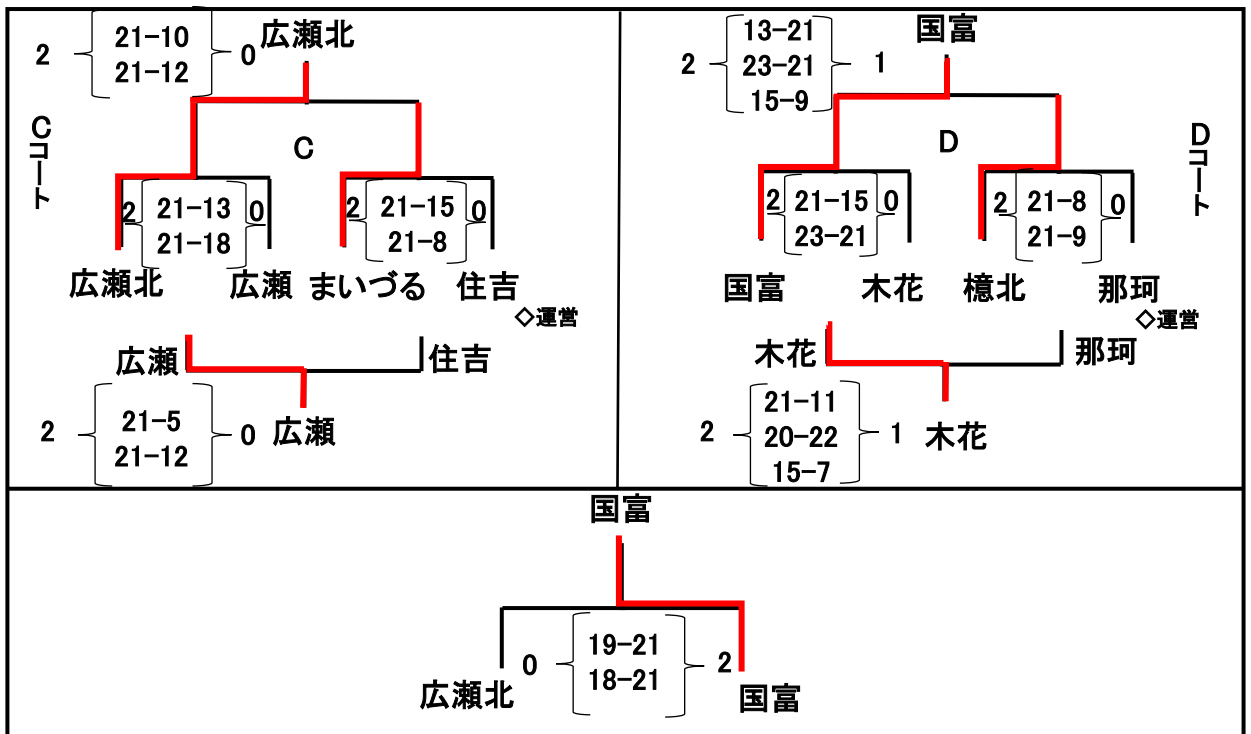 広瀬北
2 21-10 0
21-12
Cコート
C
2 21-13 0
21-18
2 21-15 0
21-8
広瀬北 広瀬 まいづる 住吉
◇運営
広瀬 住吉
2 21-5 0 広瀬
21-12
国富
13-21
2 23-21 1
15-9
Dコート
D
2 21-15 0
23-21
2 21-8 0
21-9
国富 木花 檍北 那珂
◇運営
木花 那珂
21-11
2 20-22 1 木花
15-7
国富
0 19-21 2
18-21
広瀬北 国富